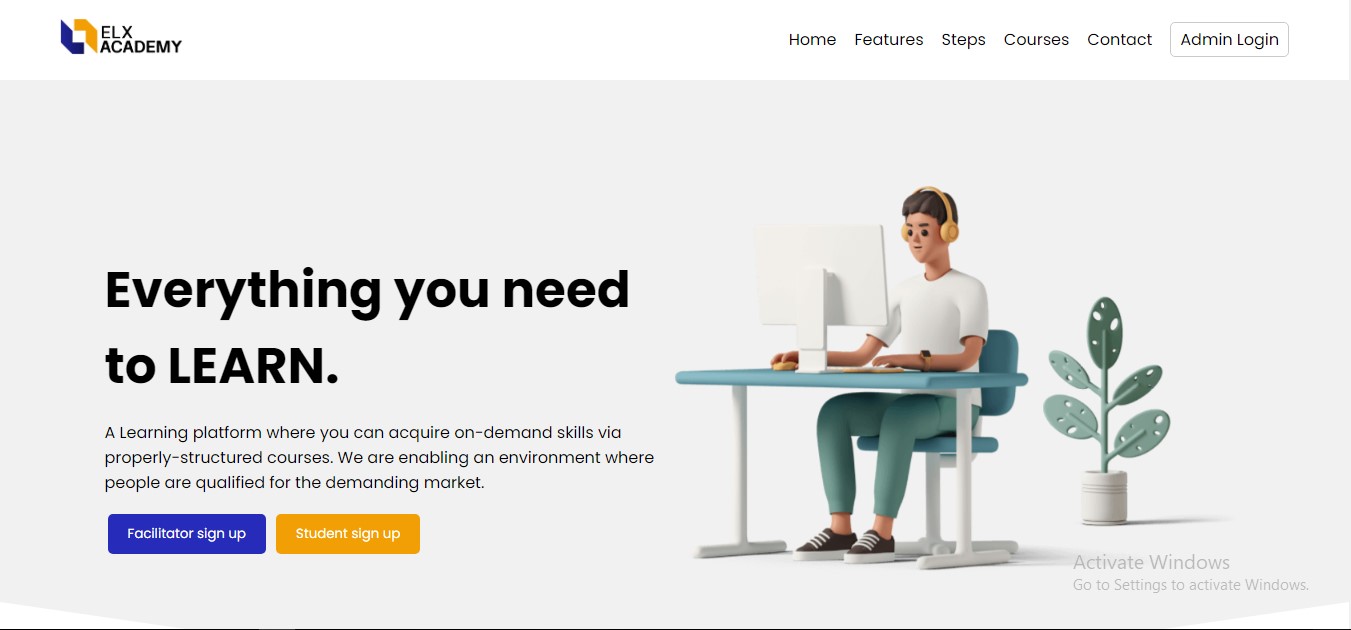 ELX
ACADEMY
Home Features Steps Courses Contact Admin Login
Everything you need
to LEARN.
A Learning platform where you can acquire on-demand skills via
properly-structured courses. We are enabling an environment where
people are qualified for the demanding market.
Facilitator sign up Student sign up
Activate Windows
Go to Settings to activate Windows.